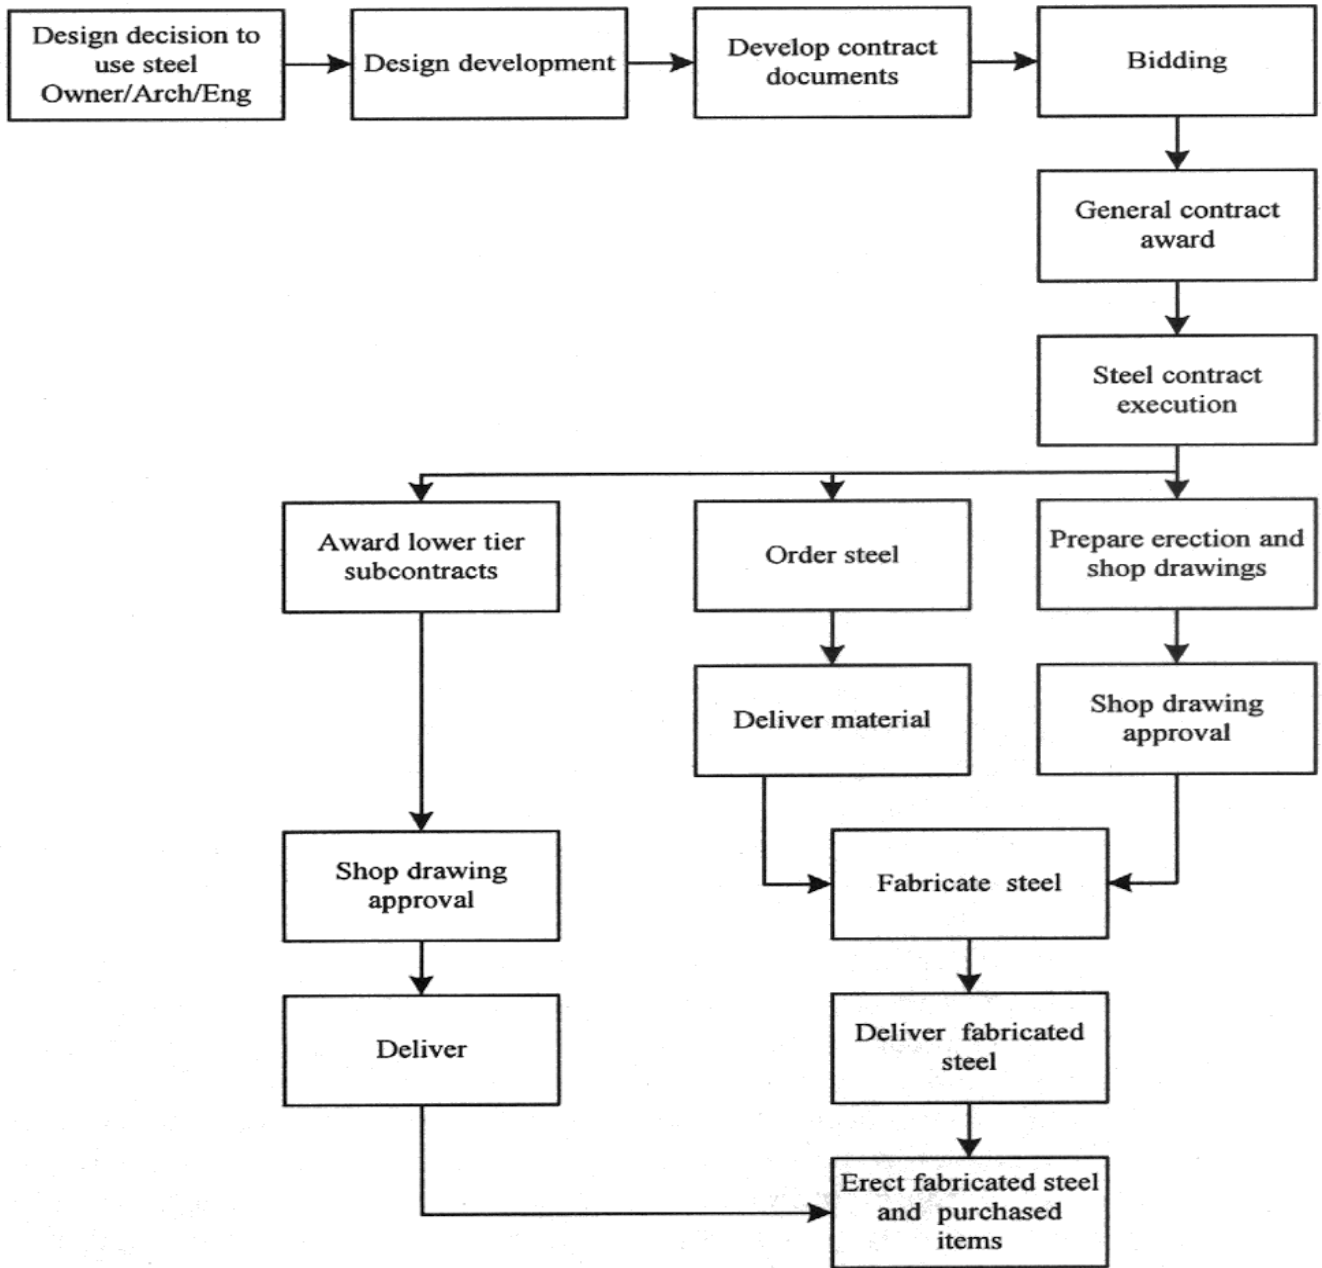 Design decision to
use steel
Owner/Arch/Eng
Design development
Develop contract
documents
Bidding
General contract
award
Steel contract
execution
Award lower tier
subcontracts
Order steel
Prepare erection and
shop drawings
Deliver material
Shop drawing
approval
Shop drawing
approval
Fabricate steel
Deliver
Deliver fabricated
steel
Erect fabricated steel
and purchased
items